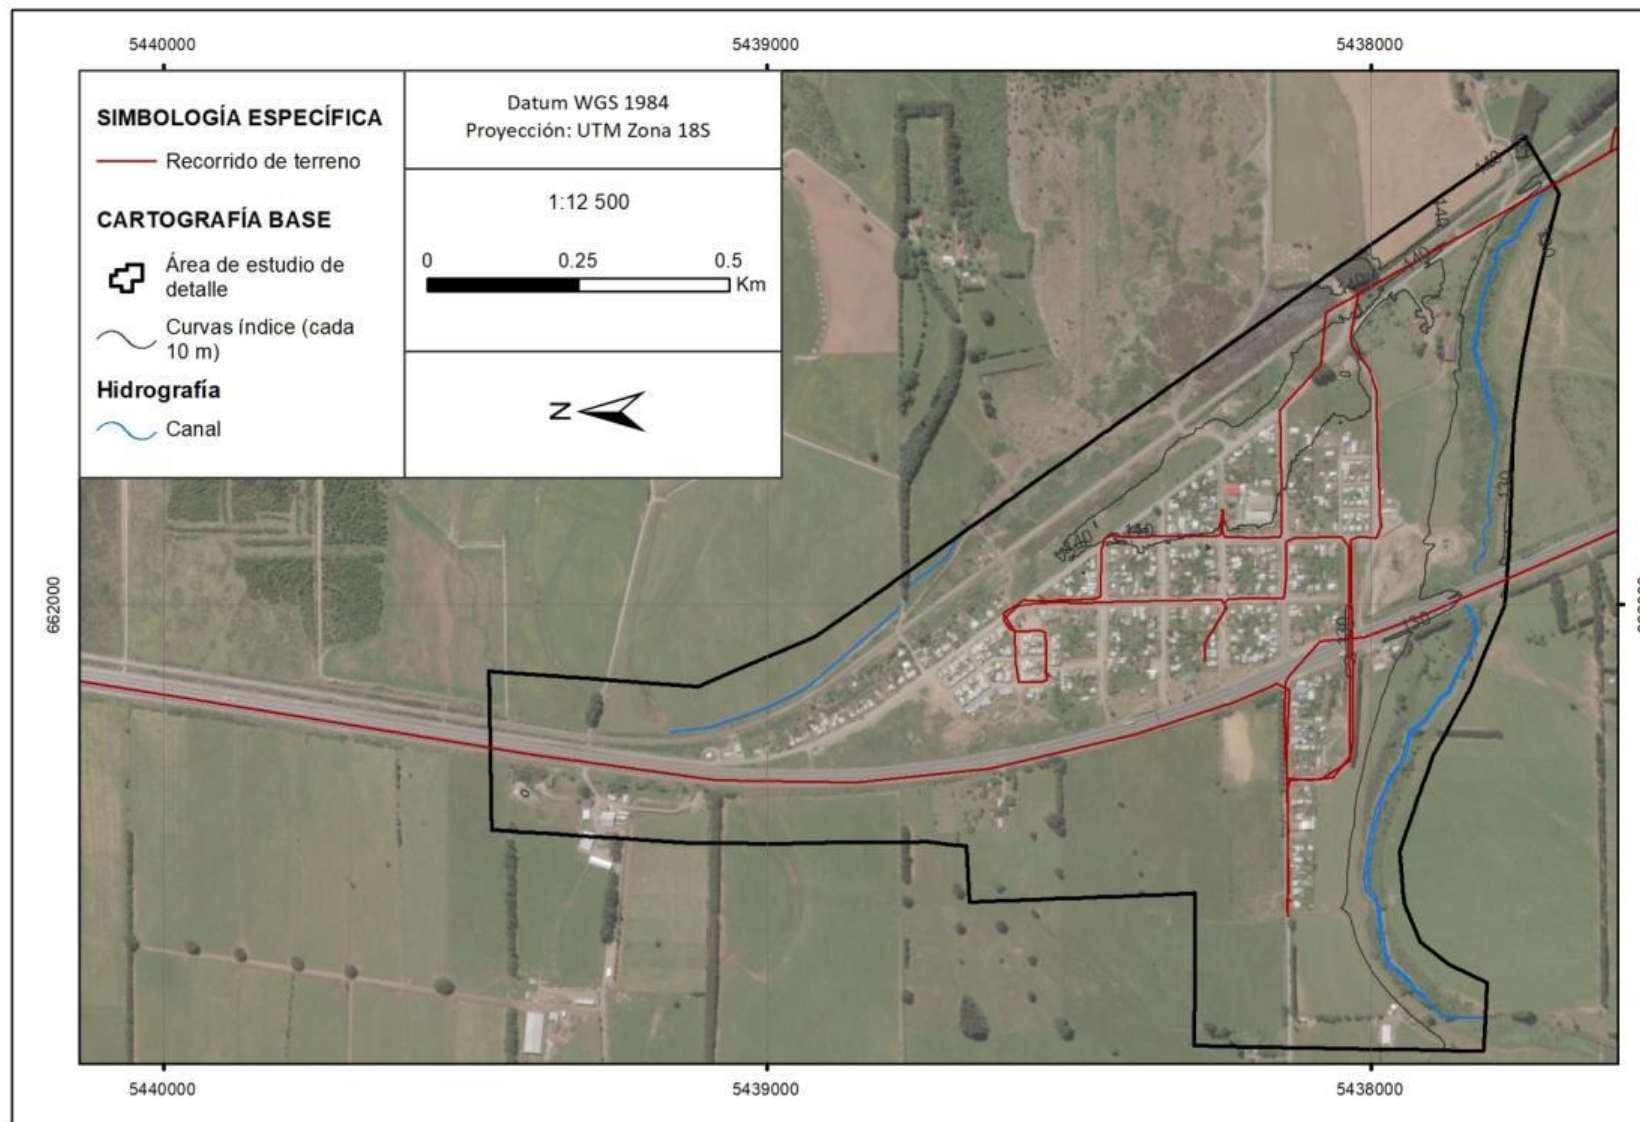 5440000
5439000
5438000
SIMBOLOGÍA ESPECÍFICA
Recorrido de terreno
CARTOGRAFÍA BASE
Área de estudio de
detalle
Curvas índice (cada
10 m)
Hidrografía
Canal
Datum WGS 1984
Proyección: UTM Zona 18S
1:12 500
0
0.25
0.5
Km
N
662000
140
140
140
140
130
130
130
5440000
5439000
5438000